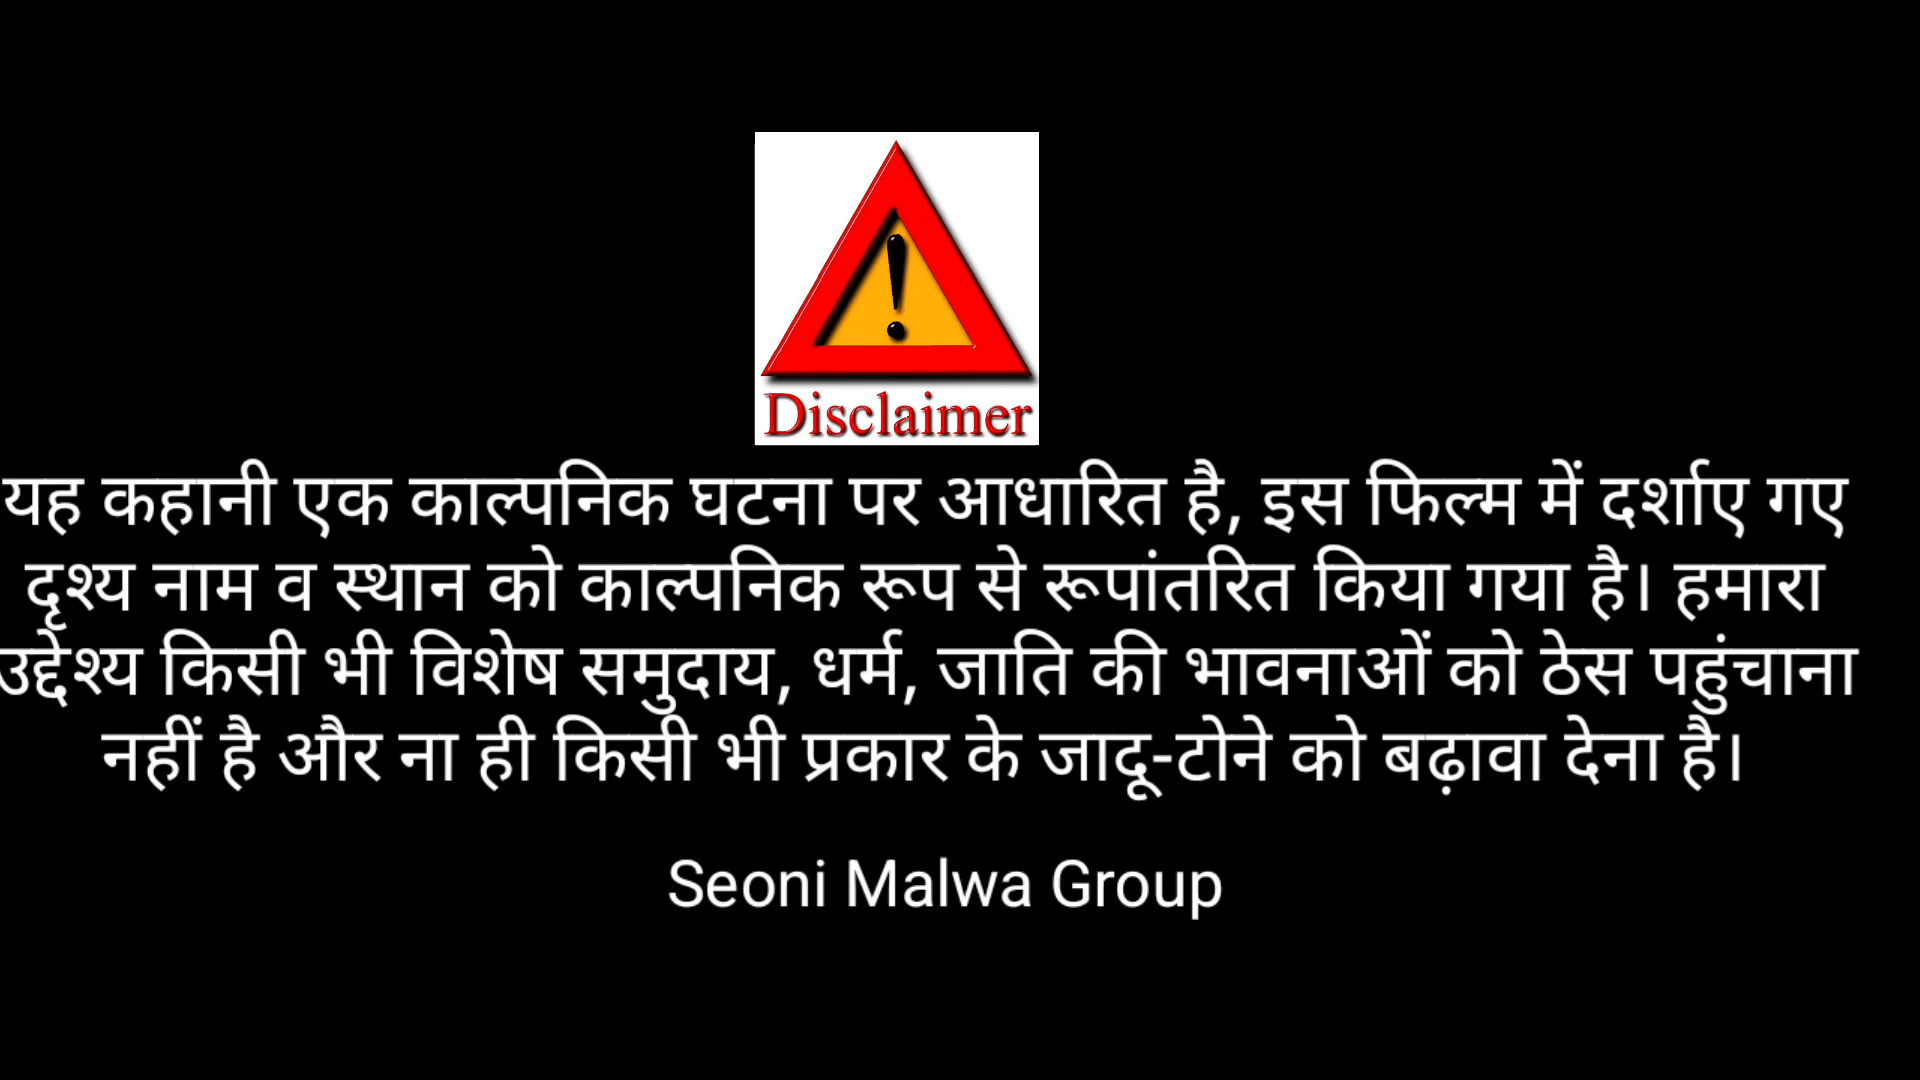 Disclaimer
यह कहानी एक काल्पनिक घटना पर आधारित है, इस फिल्म में दर्शाए गए
दृश्य नाम व स्थान को काल्पनिक रूप से रूपांतरित किया गया है। हमारा
उद्देश्य किसी भी विशेष समुदाय, धर्म, जाति की भावनाओं को ठेस पहुंचाना
नहीं है और ना ही किसी भी प्रकार के जादू-टोने को बढ़ावा देना है।
Seoni Malwa Group